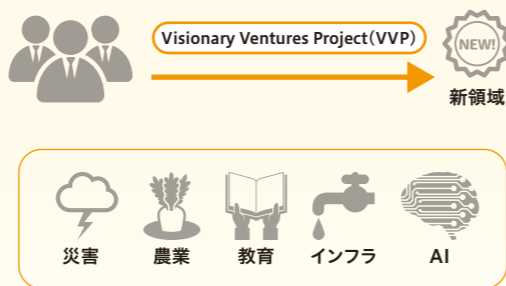 Visionary Ventures Project(VVP)
NEW!
新領域
災害
農業
教育
インフラ
AI